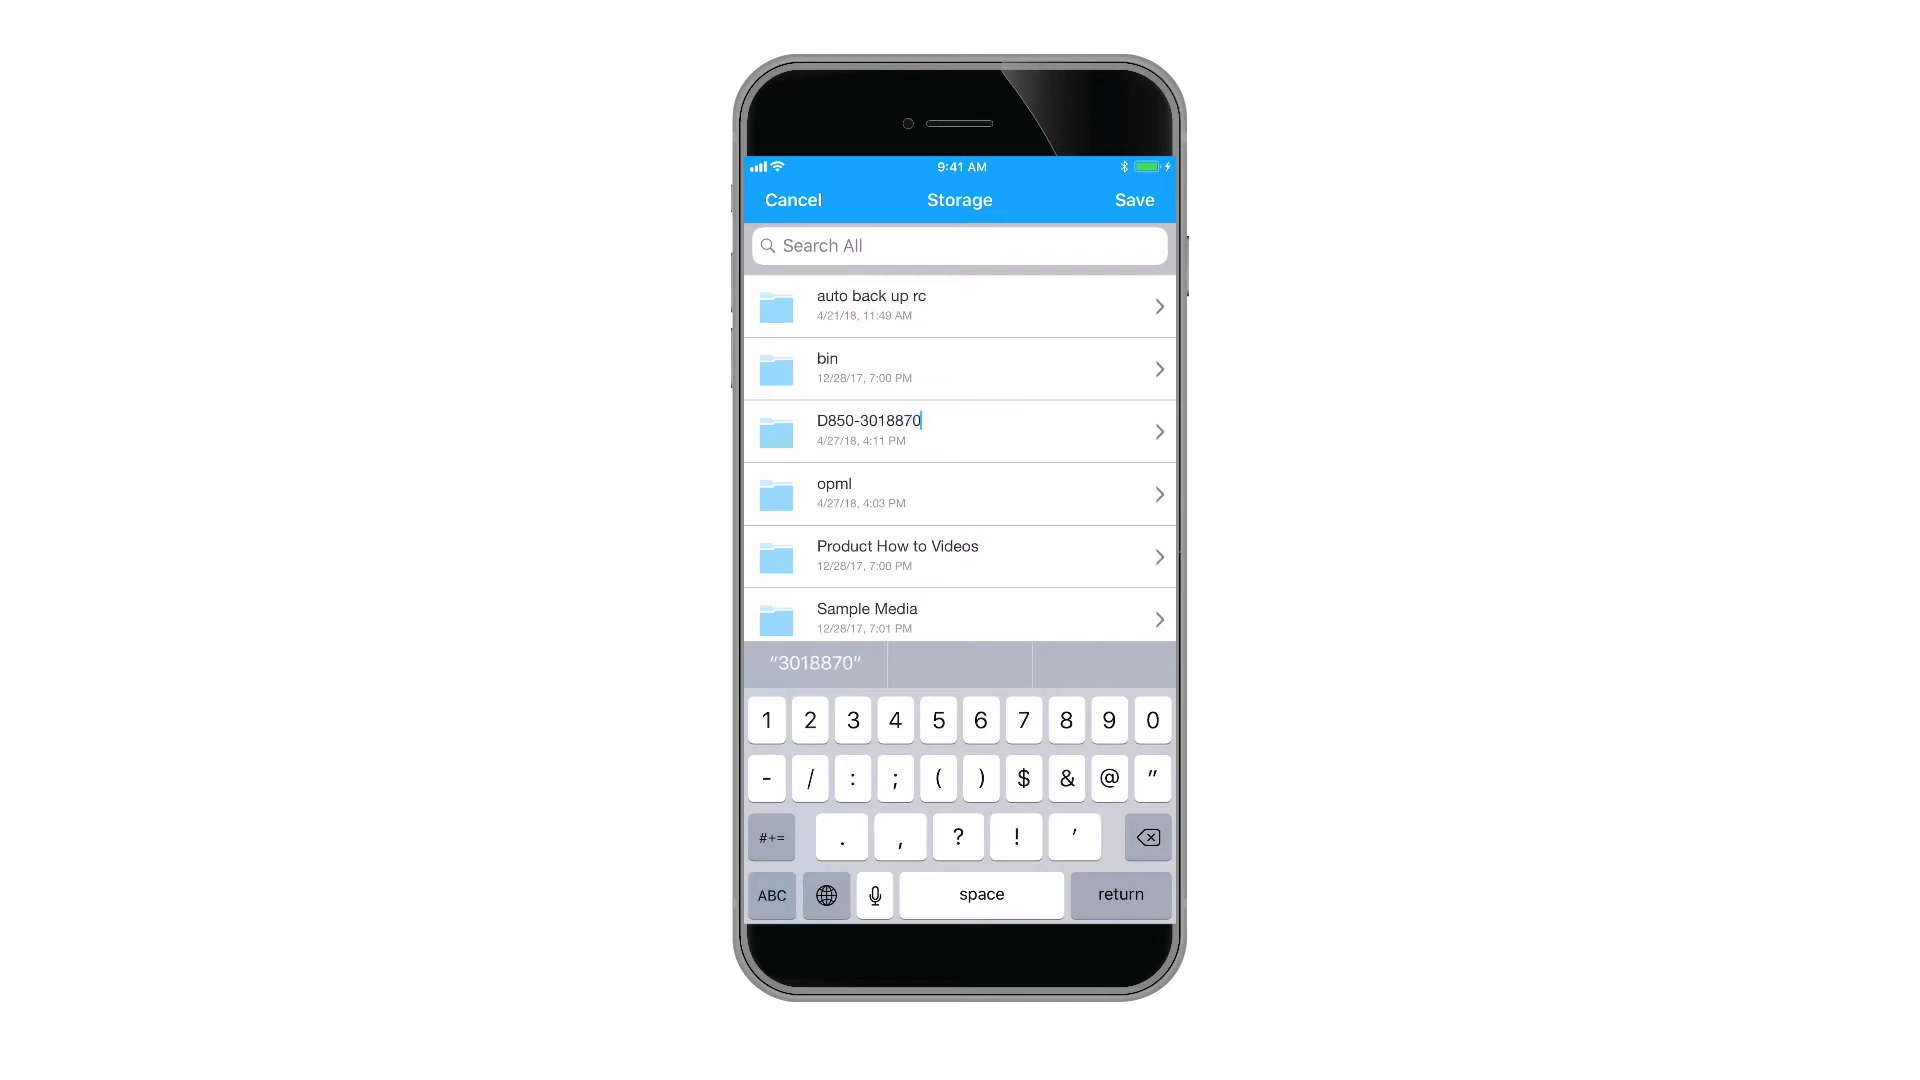 9:41 AM
Cancel Storage Save
Search All
auto back up rc
4/21/18, 11:49 AM
bin
12/28/17, 7:00 PM
D850-3018870
4/27/18, 4:11 PM
opml
4/27/18, 4:03 PM
Product How to Videos
12/28/17, 7:00 PM
Sample Media
12/28/17, 7:01 PM
“3018870”
1 2 3 4 5 6 7 8 9 0
- / : ; ( ) $ & @ "
#+= . , ? ! '
ABC space return